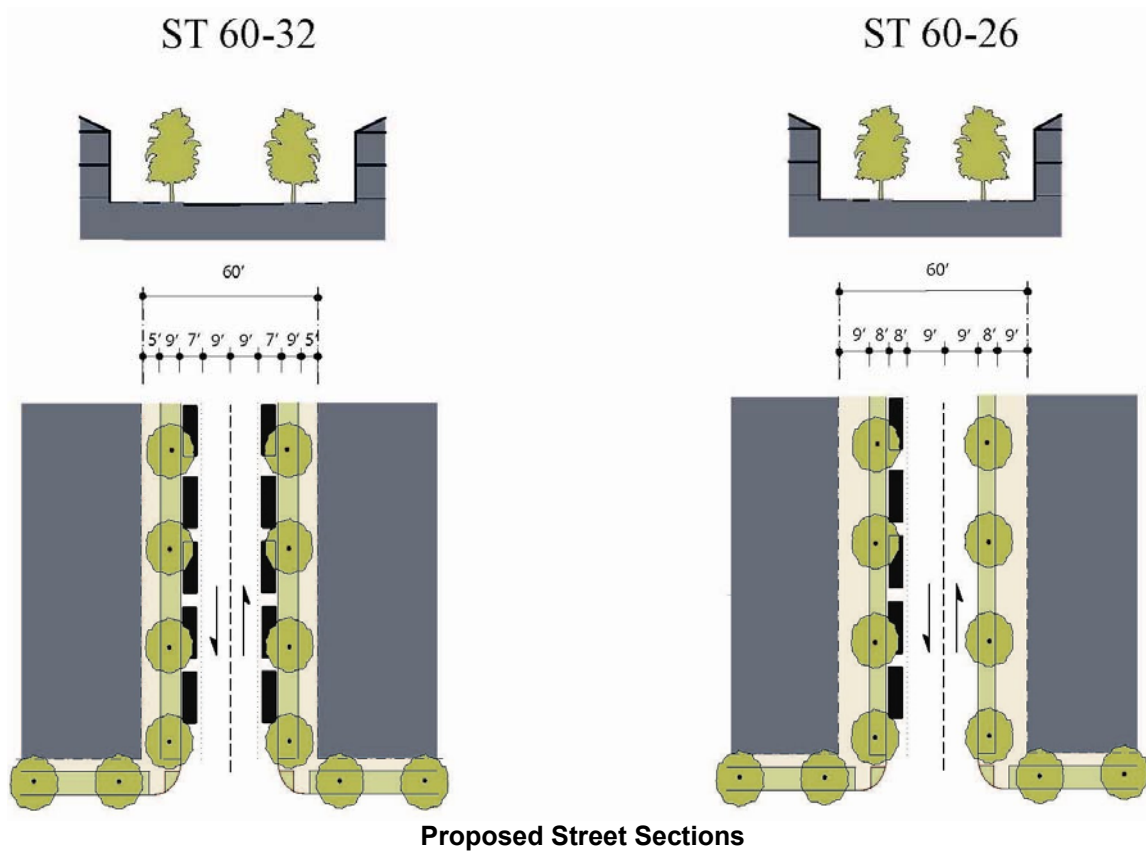 ST 60-32 ST 60-26
60' 60'
5' 9' 7' 9' 9' 7' 9' 5' 9' 8' 8' 9' 9' 8' 9'
Proposed Street Sections